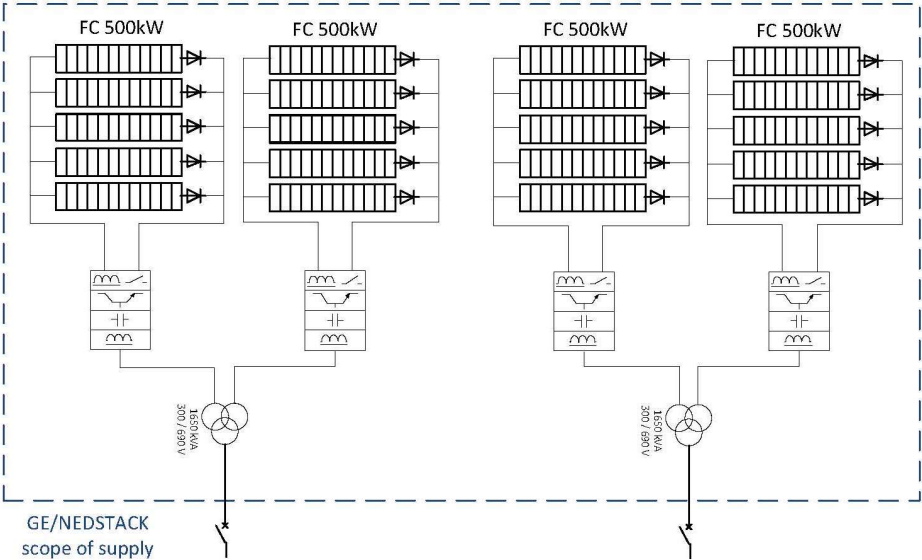 FC 500kW
FC 500kW
FC 500kW
FC 500kW
1650 kVA
300 / 690 V
1650 kVA
300 / 690 V
GE/NEDSTACK
scope of supply